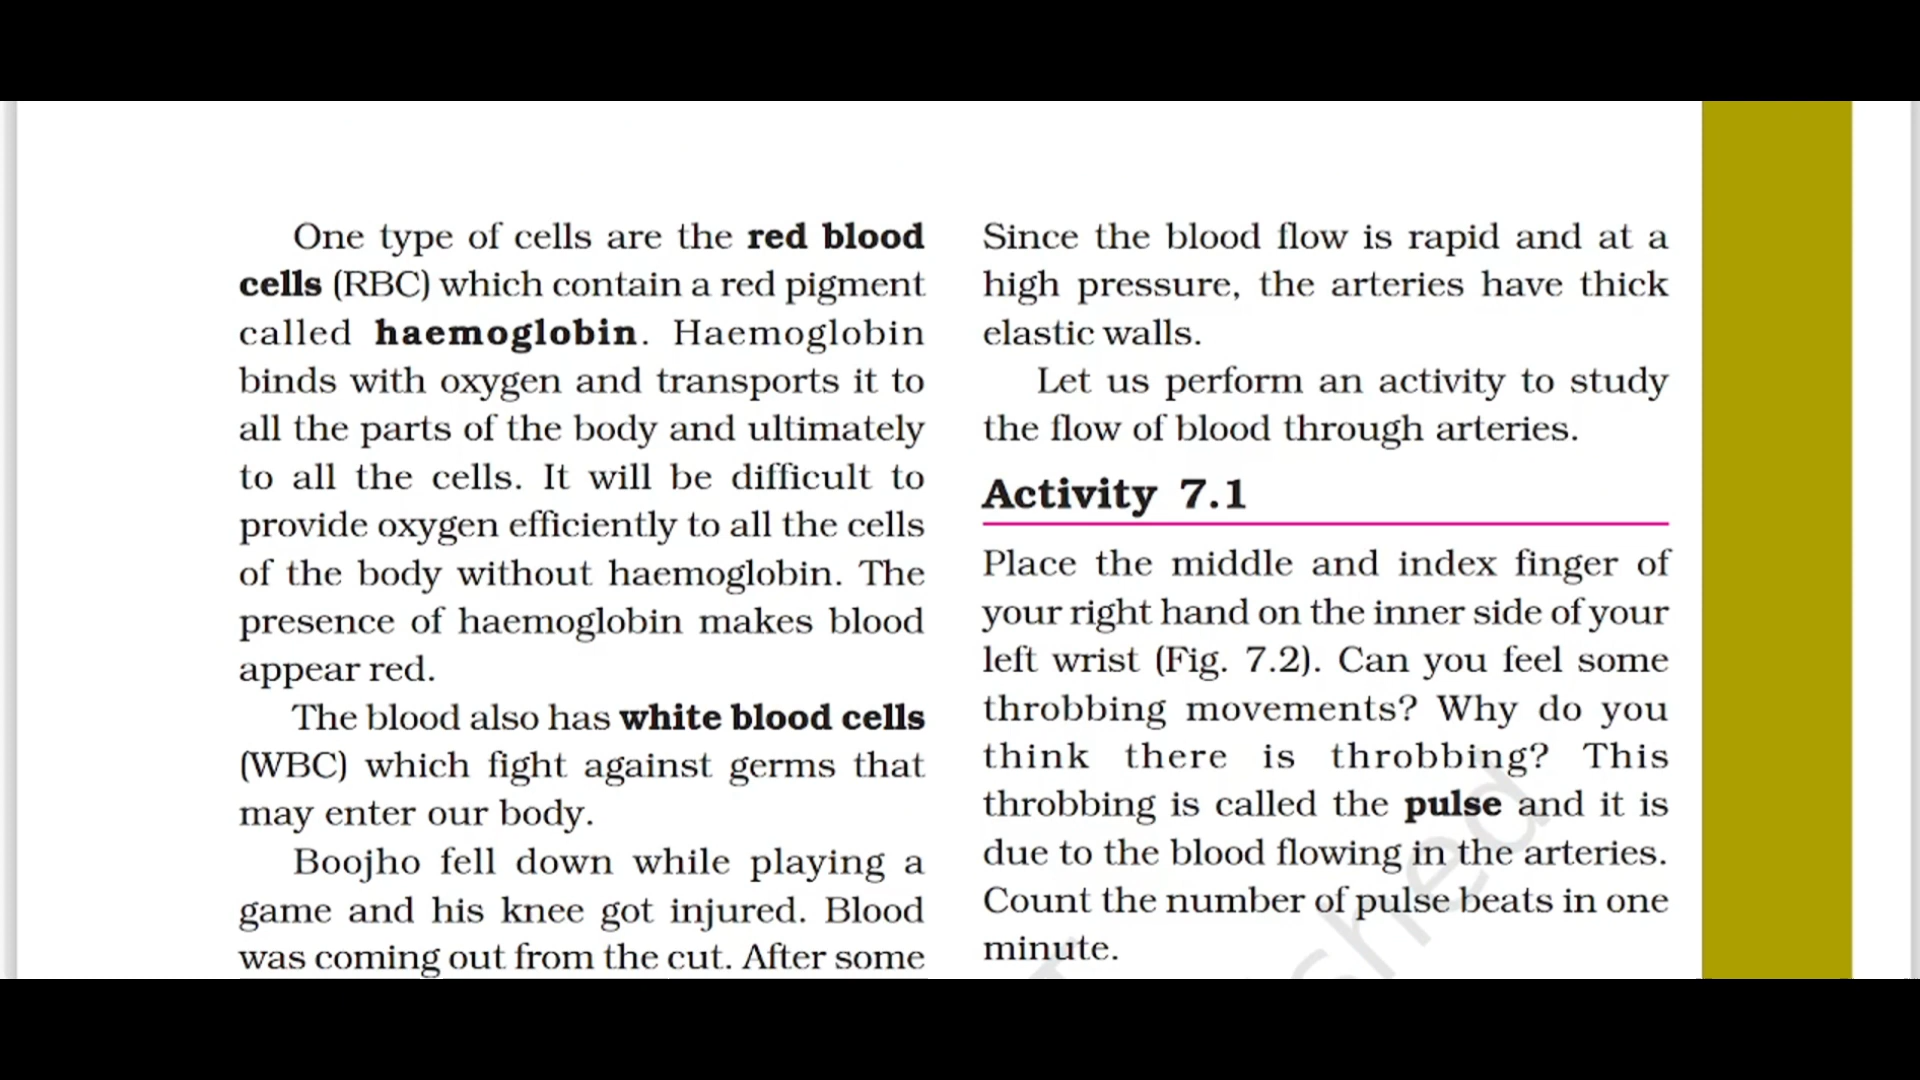 One type of cells are the red blood
cells (RBC) which contain a red pigment
called haemoglobin. Haemoglobin
binds with oxygen and transports it to
all the parts of the body and ultimately
to all the cells. It will be difficult to
provide oxygen efficiently to all the cells
of the body without haemoglobin. The
presence of haemoglobin makes blood
appear red.
The blood also has white blood cells
(WBC) which fight against germs that
may enter our body.
Boojho fell down while playing a
game and his knee got injured. Blood
was coming out from the cut. After some
Since the blood flow is rapid and at a
high pressure, the arteries have thick
elastic walls.
Let us perform an activity to study
the flow of blood through arteries.
Activity 7.1
Place the middle and index finger of
your right hand on the inner side of your
left wrist (Fig. 7.2). Can you feel some
throbbing movements? Why do you
think there is throbbing? This
throbbing is called the pulse and it is
due to the blood flowing in the arteries.
Count the number of pulse beats in one
minute.
shed